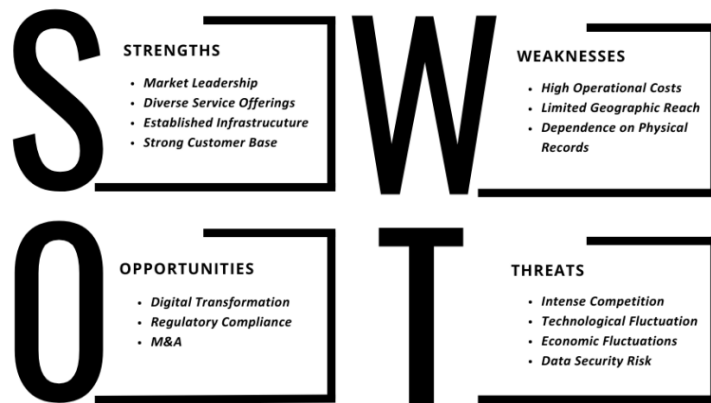 S
STRENGTHS
• Market Leadership
• Diverse Service Offerings
• Established Infrastrucuture
• Strong Customer Base
W
WEAKNESSES
• High Operational Costs
• Limited Geographic Reach
• Dependence on Physical
Records
O
OPPORTUNITIES
• Digital Transformation
• Regulatory Compliance
• M&A
T
THREATS
• Intense Competition
• Technological Fluctuation
• Economic Fluctuations
• Data Security Risk